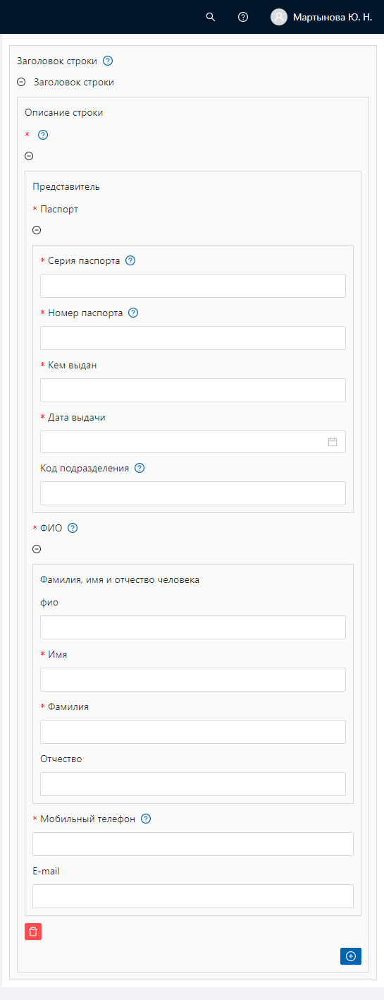 Мартынова Ю. Н.
Заголовок строки
Заголовок строки
Описание строки
*
Представитель
* Паспорт
* Серия паспорта
* Номер паспорта
* Кем выдан
* Дата выдачи
Код подразделения
* ФИО
Фамилия, имя и отчество человека
фио
* Имя
* Фамилия
Отчество
* Мобильный телефон
E-mail